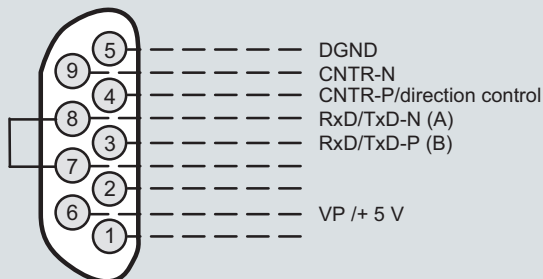 5 DGND
9 CNTR-N
4 CNTR-P/direction control
8 RxD/TxD-N (A)
3 RxD/TxD-P (B)
7
2
6 VP /+ 5 V
1